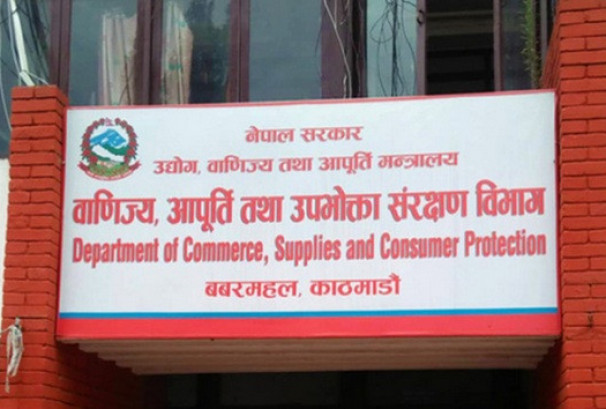 नेपाल सरकार
उद्योग, वाणिज्य तथा आपूर्ति मन्त्रालय
वाणिज्य, आपूर्ति तथा उपभोक्ता संरक्षण विभाग
Department of Commerce, Supplies and Consumer Protection
बबरमहल, काठमाडौं